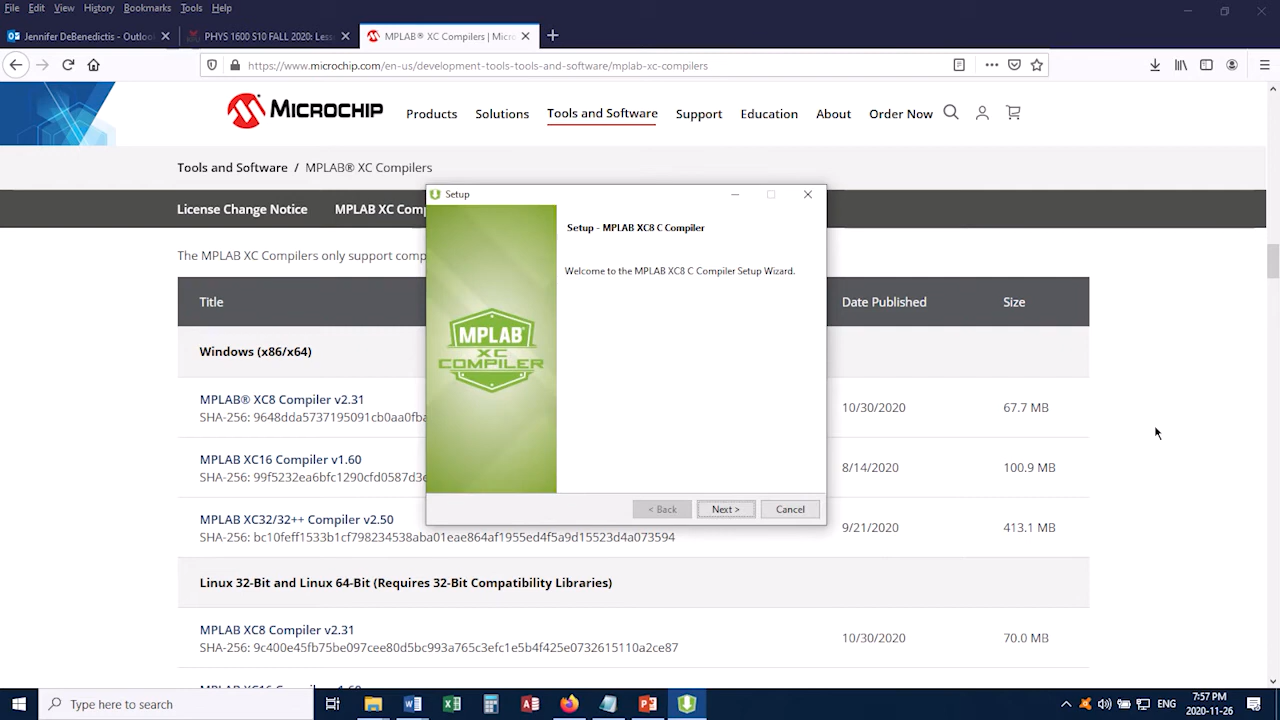 File Edit View History Bookmarks Tools Help
Jennifer DeBenedictis - Outloo
PHYS 1600 S10 FALL 2020: Less
MPLAB® XC Compilers | Micro
https://www.microchip.com/en-us/development-tools-tools-and-software/mplab-xc-compilers
MICROCHIP Products Solutions Tools and Software Support Education About Order Now
Tools and Software / MPLAB® XC Compilers
License Change Notice MPLAB XC Comp
The MPLAB XC Compilers only support comp
Title Date Published Size
Windows (x86/x64)
MPLAB® XC8 Compiler v2.31
SHA-256: 9648dda5737195091cb0aa0fba
10/30/2020 67.7 MB
MPLAB XC16 Compiler v1.60
SHA-256: 99f5232ea6bfc1290cfd0587d3e
8/14/2020 100.9 MB
MPLAB XC32/32++ Compiler v2.50
SHA-256: bc10feff1533b1cf798234538aba01eae864af1955ed4f5a9d15523d4a073594
9/21/2020 413.1 MB
Linux 32-Bit and Linux 64-Bit (Requires 32-Bit Compatibility Libraries)
MPLAB XC8 Compiler v2.31
SHA-256: 9c400e45fb75be097cee80d5bc993a765c3efc1e5b4f425e0732615110a2ce87
10/30/2020 70.0 MB
Setup
Setup - MPLAB XC8 C Compiler
Welcome to the MPLAB XC8 C Compiler Setup Wizard.
MPLAB®
XC
COMPILER
< Back Next > Cancel
Type here to search
ENG
7:57 PM
2020-11-26